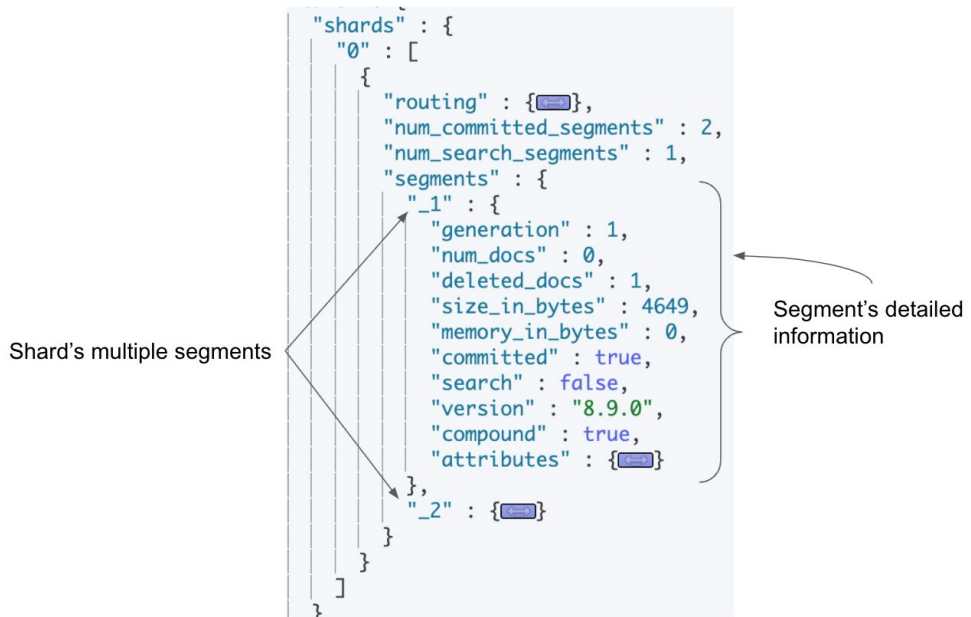 "shards" : {
"0" : [
{
"routing" : {},
"num_committed_segments" : 2,
"num_search_segments" : 1,
"segments" : {
"_1" : {
"generation" : 1,
"num_docs" : 0,
"deleted_docs" : 1,
"size_in_bytes" : 4649,
"memory_in_bytes" : 0,
"committed" : true,
"search" : false,
"version" : "8.9.0",
"compound" : true,
"attributes" : {}
},
"_2" : {}
}
}
]
}
Shard's multiple segments
Segment's detailed
information